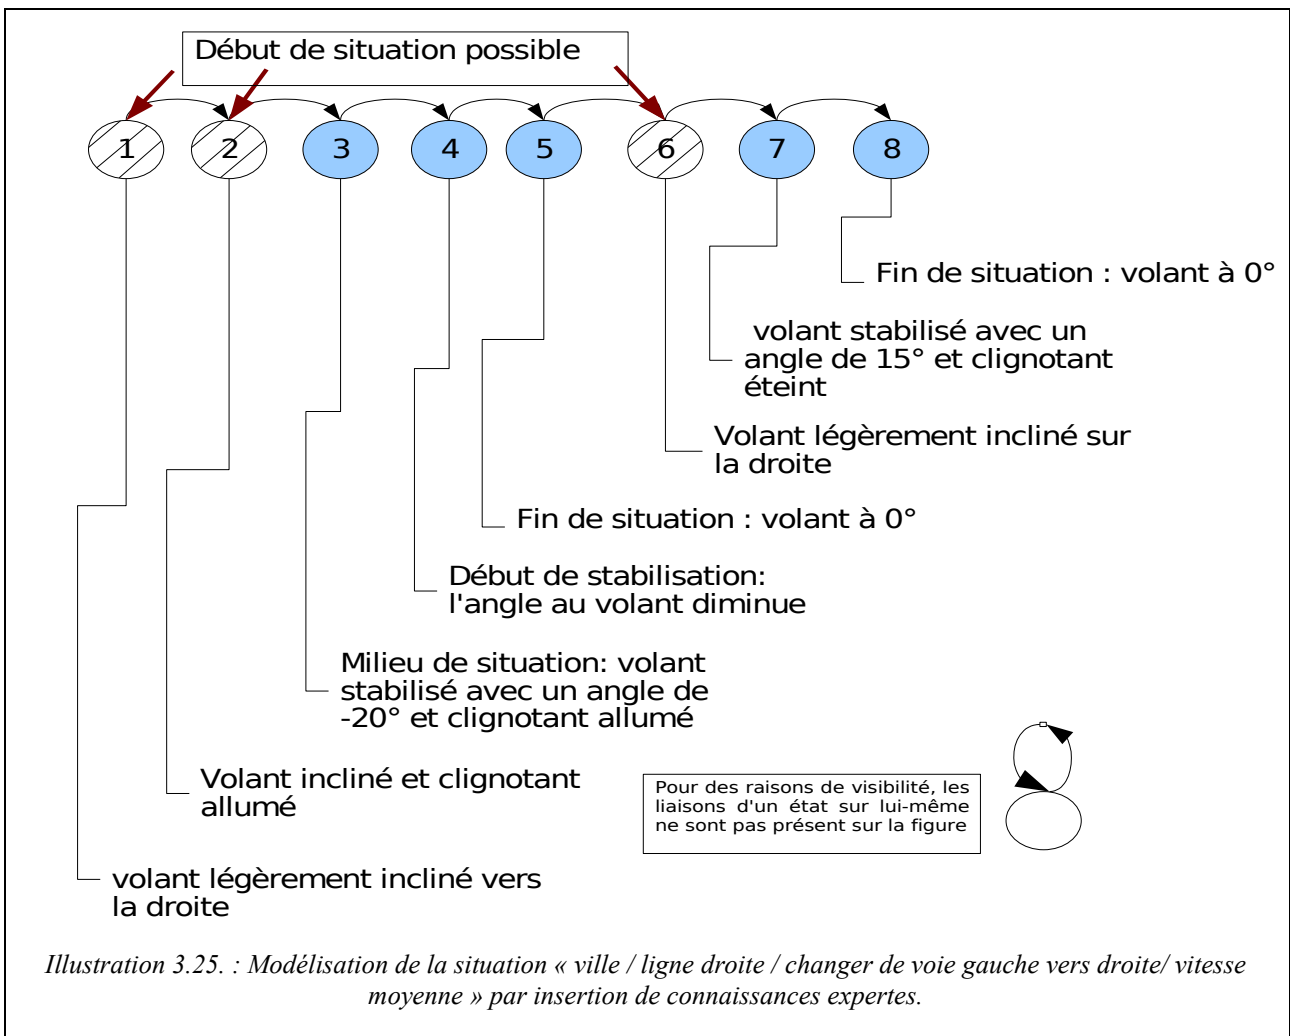 Début de situation possible
1 2 3 4 5 6 7 8
Fin de situation : volant à 0°
volant stabilisé avec un
angle de 15° et clignotant
éteint
Volant légèrement incliné sur
la droite
Fin de situation : volant à 0°
Début de stabilisation:
l'angle au volant diminue
Milieu de situation: volant
stabilisé avec un angle de
-20° et clignotant allumé
Volant incliné et clignotant
allumé
Pour des raisons de visibilité, les
liaisons d'un état sur lui-même
ne sont pas présent sur la figure
volant légèrement incliné vers
la droite
Illustration 3.25. : Modélisation de la situation « ville / ligne droite / changer de voie gauche vers droite/ vitesse
moyenne » par insertion de connaissances expertes.